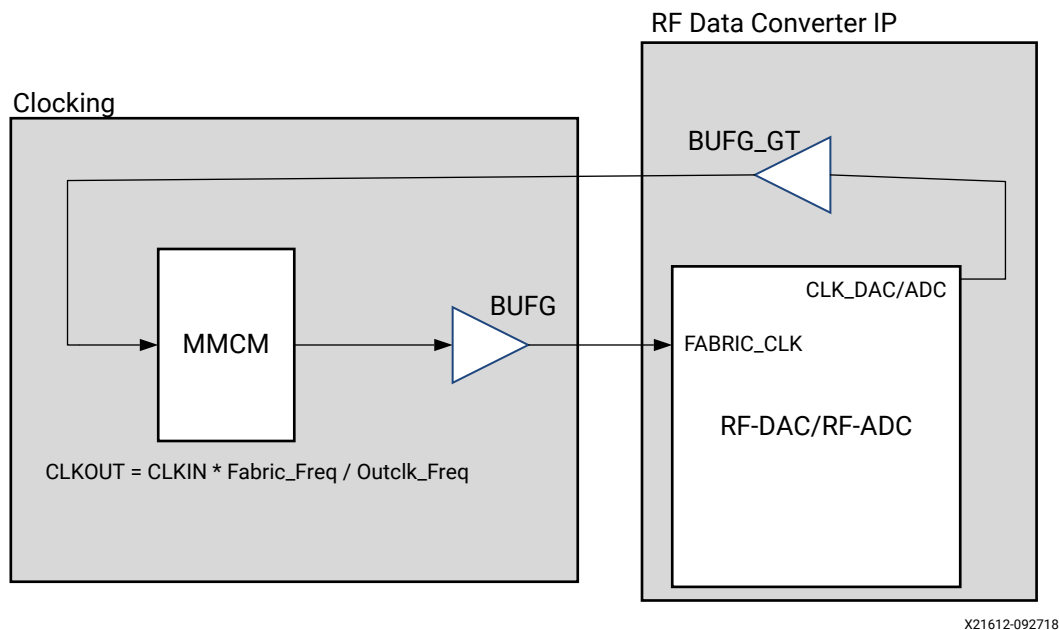 RF Data Converter IP
Clocking
BUFG_GT
CLK_DAC/ADC
BUFG
MMCM
FABRIC_CLK
RF-DAC/RF-ADC
CLKOUT = CLKIN * Fabric_Freq / Outclk_Freq
X21612-092718